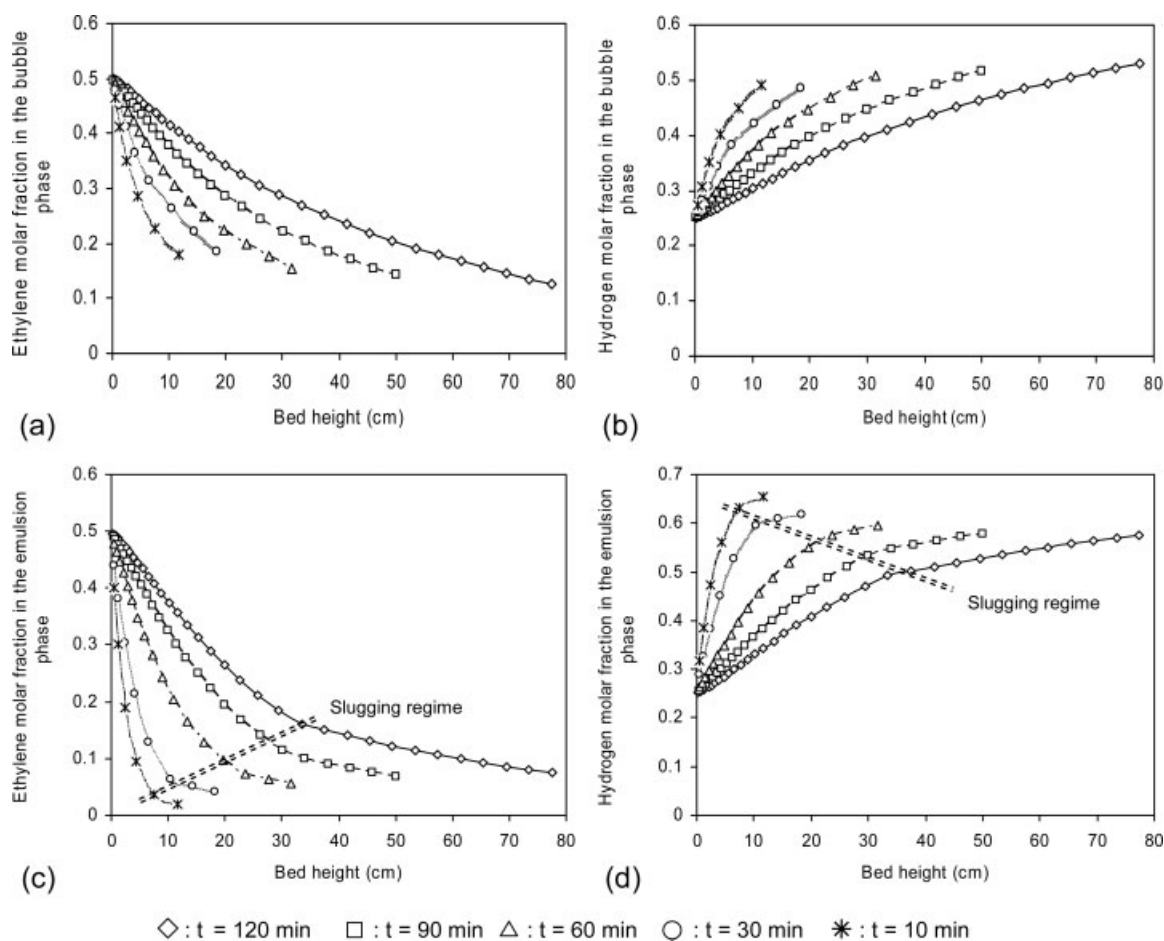 0.6
0.5
0.4
0.3
0.2
0.1
0
Ethylene molar fraction in the bubble
phase
0 10 20 30 40 50 60 70 80
Bed height (cm)
(a)
0.6
0.5
0.4
0.3
0.2
0.1
0
Hydrogen molar fraction in the bubble
phase
0 10 20 30 40 50 60 70 80
Bed height (cm)
(b)
0.6
0.5
0.4
0.3
0.2
0.1
0
Ethylene molar fraction in the emulsion
phase
Slugging regime
0 10 20 30 40 50 60 70 80
Bed height (cm)
(c)
0.7
0.6
0.5
0.4
0.3
0.2
0.1
0
Hydrogen molar fraction in the emulsion
phase
Slugging regime
0 10 20 30 40 50 60 70 80
Bed height (cm)
(d)
: t = 120 min : t = 90 min : t = 60 min : t = 30 min : t = 10 min